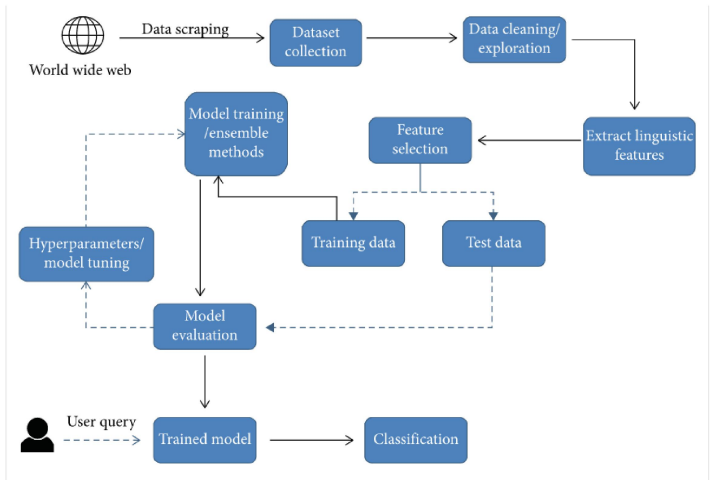 Data scraping
World wide web
Dataset
collection
Data cleaning/
exploration
Model training
/ensemble
methods
Feature
selection
Extract linguistic
features
Hyperparameters/
model tuning
Training data
Test data
Model
evaluation
User query
Trained model
Classification